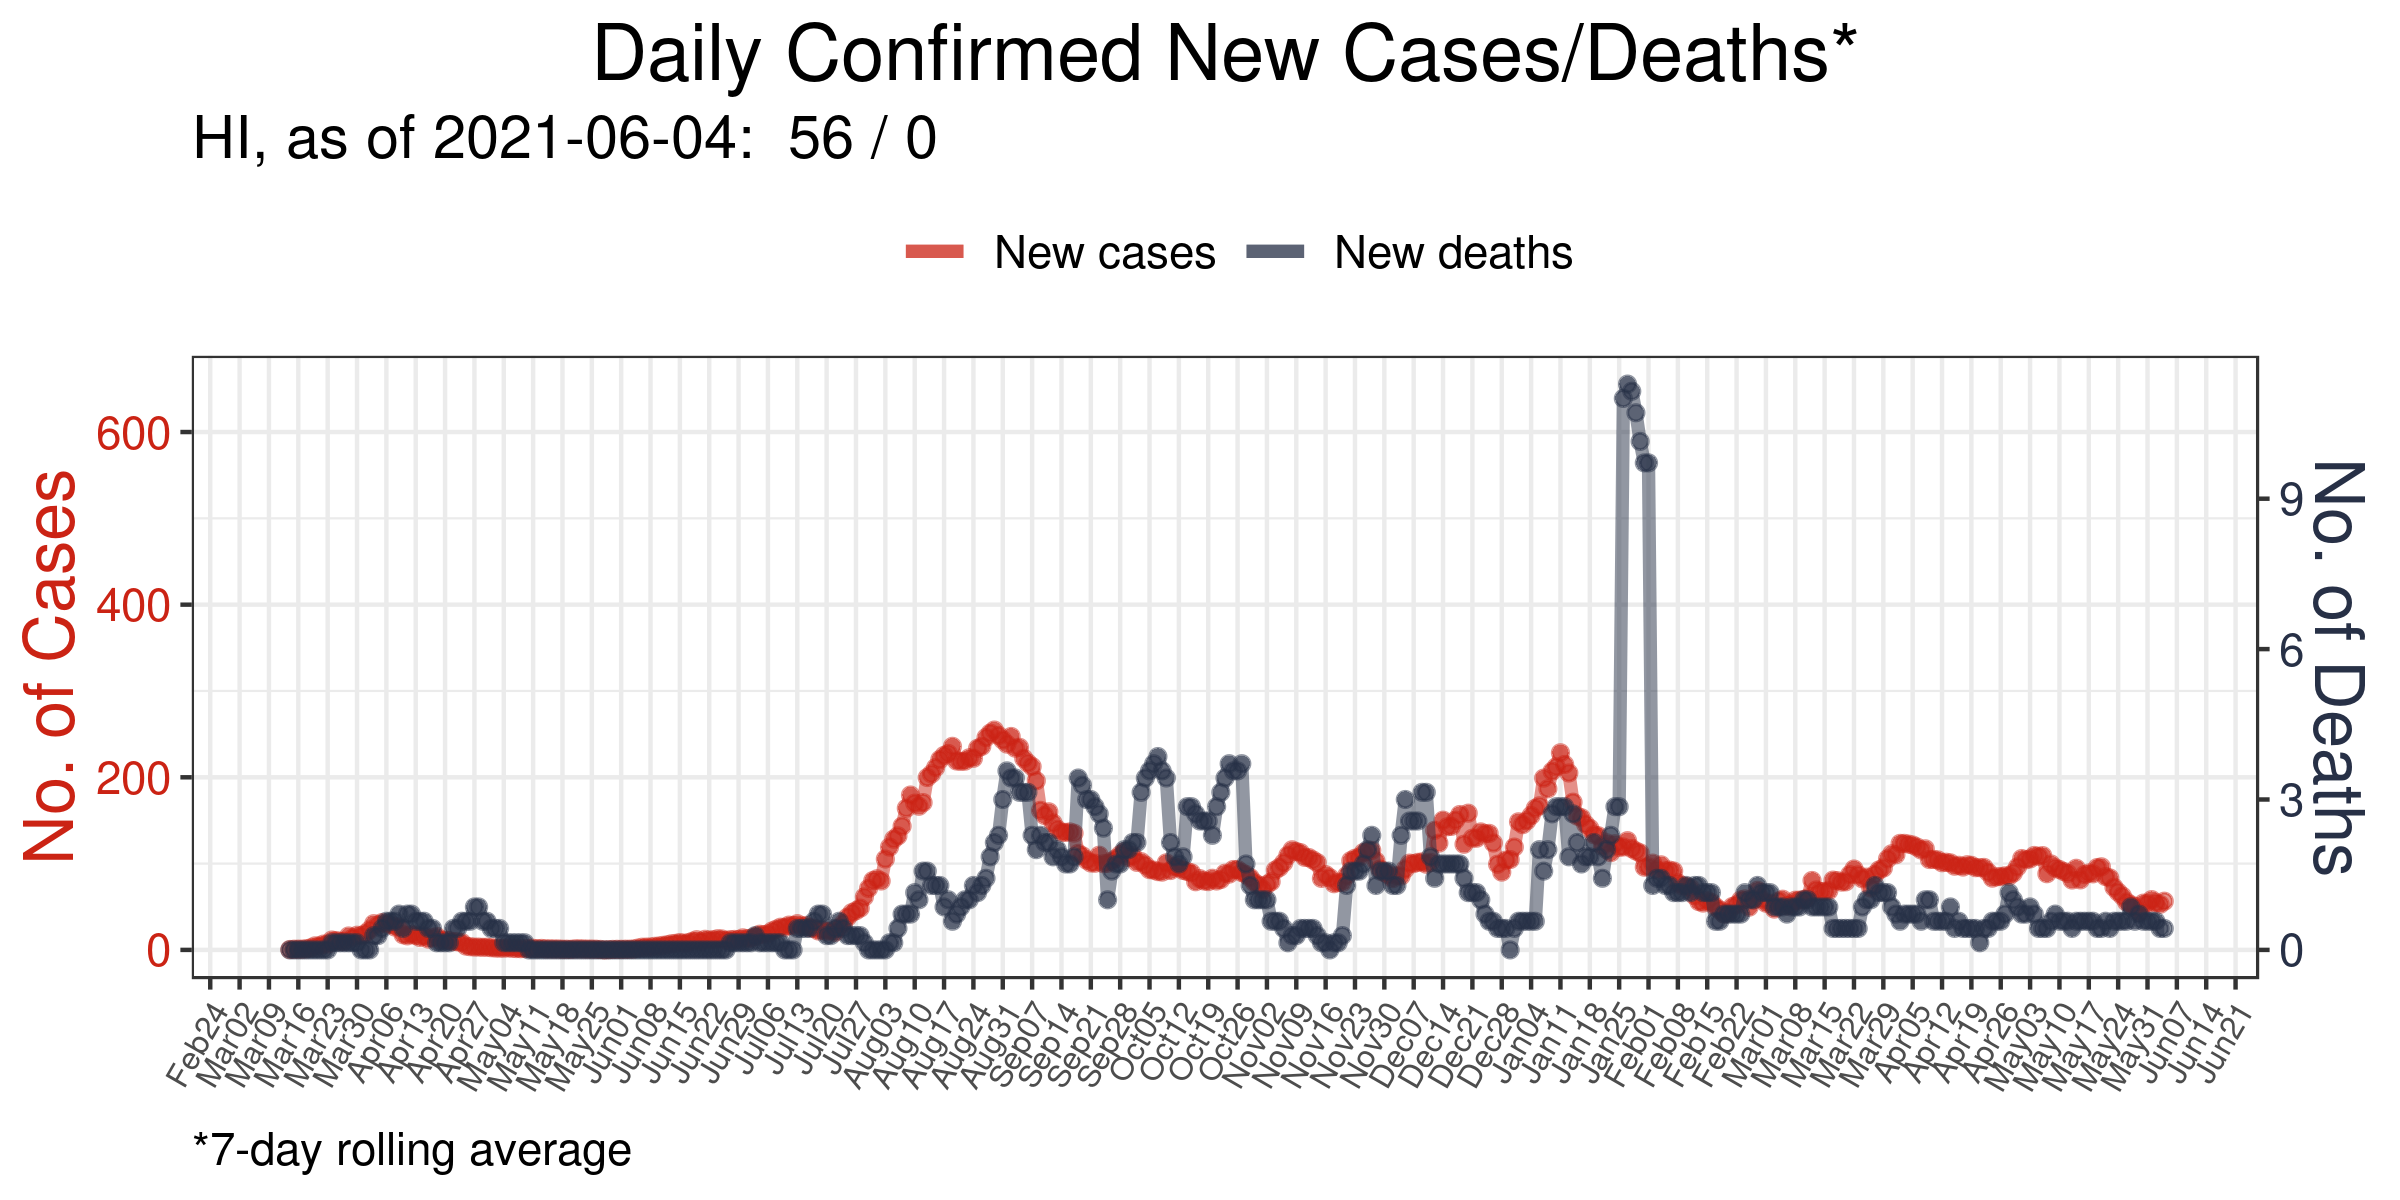 Daily Confirmed New Cases/Deaths*
HI, as of 2021-06-04:  56 / 0
New cases
New deaths
No. of Cases
600
400
200
0
No. of Deaths
9
6
3
0
Feb24
Mar02
Mar09
Mar16
Mar23
Mar30
Apr06
Apr13
Apr20
Apr27
May04
May11
May18
May25
Jun01
Jun08
Jun15
Jun22
Jun29
Jul06
Jul13
Jul20
Jul27
Aug03
Aug10
Aug17
Aug24
Aug31
Sep07
Sep14
Sep21
Sep28
Oct05
Oct12
Oct19
Oct26
Nov02
Nov09
Nov16
Nov23
Nov30
Dec07
Dec14
Dec21
Dec28
Jan04
Jan11
Jan18
Jan25
Feb01
Feb08
Feb15
Feb22
Mar01
Mar08
Mar15
Mar22
Mar29
Apr05
Apr12
Apr19
Apr26
May03
May10
May17
May24
May31
Jun07
Jun14
Jun21
*7-day rolling average